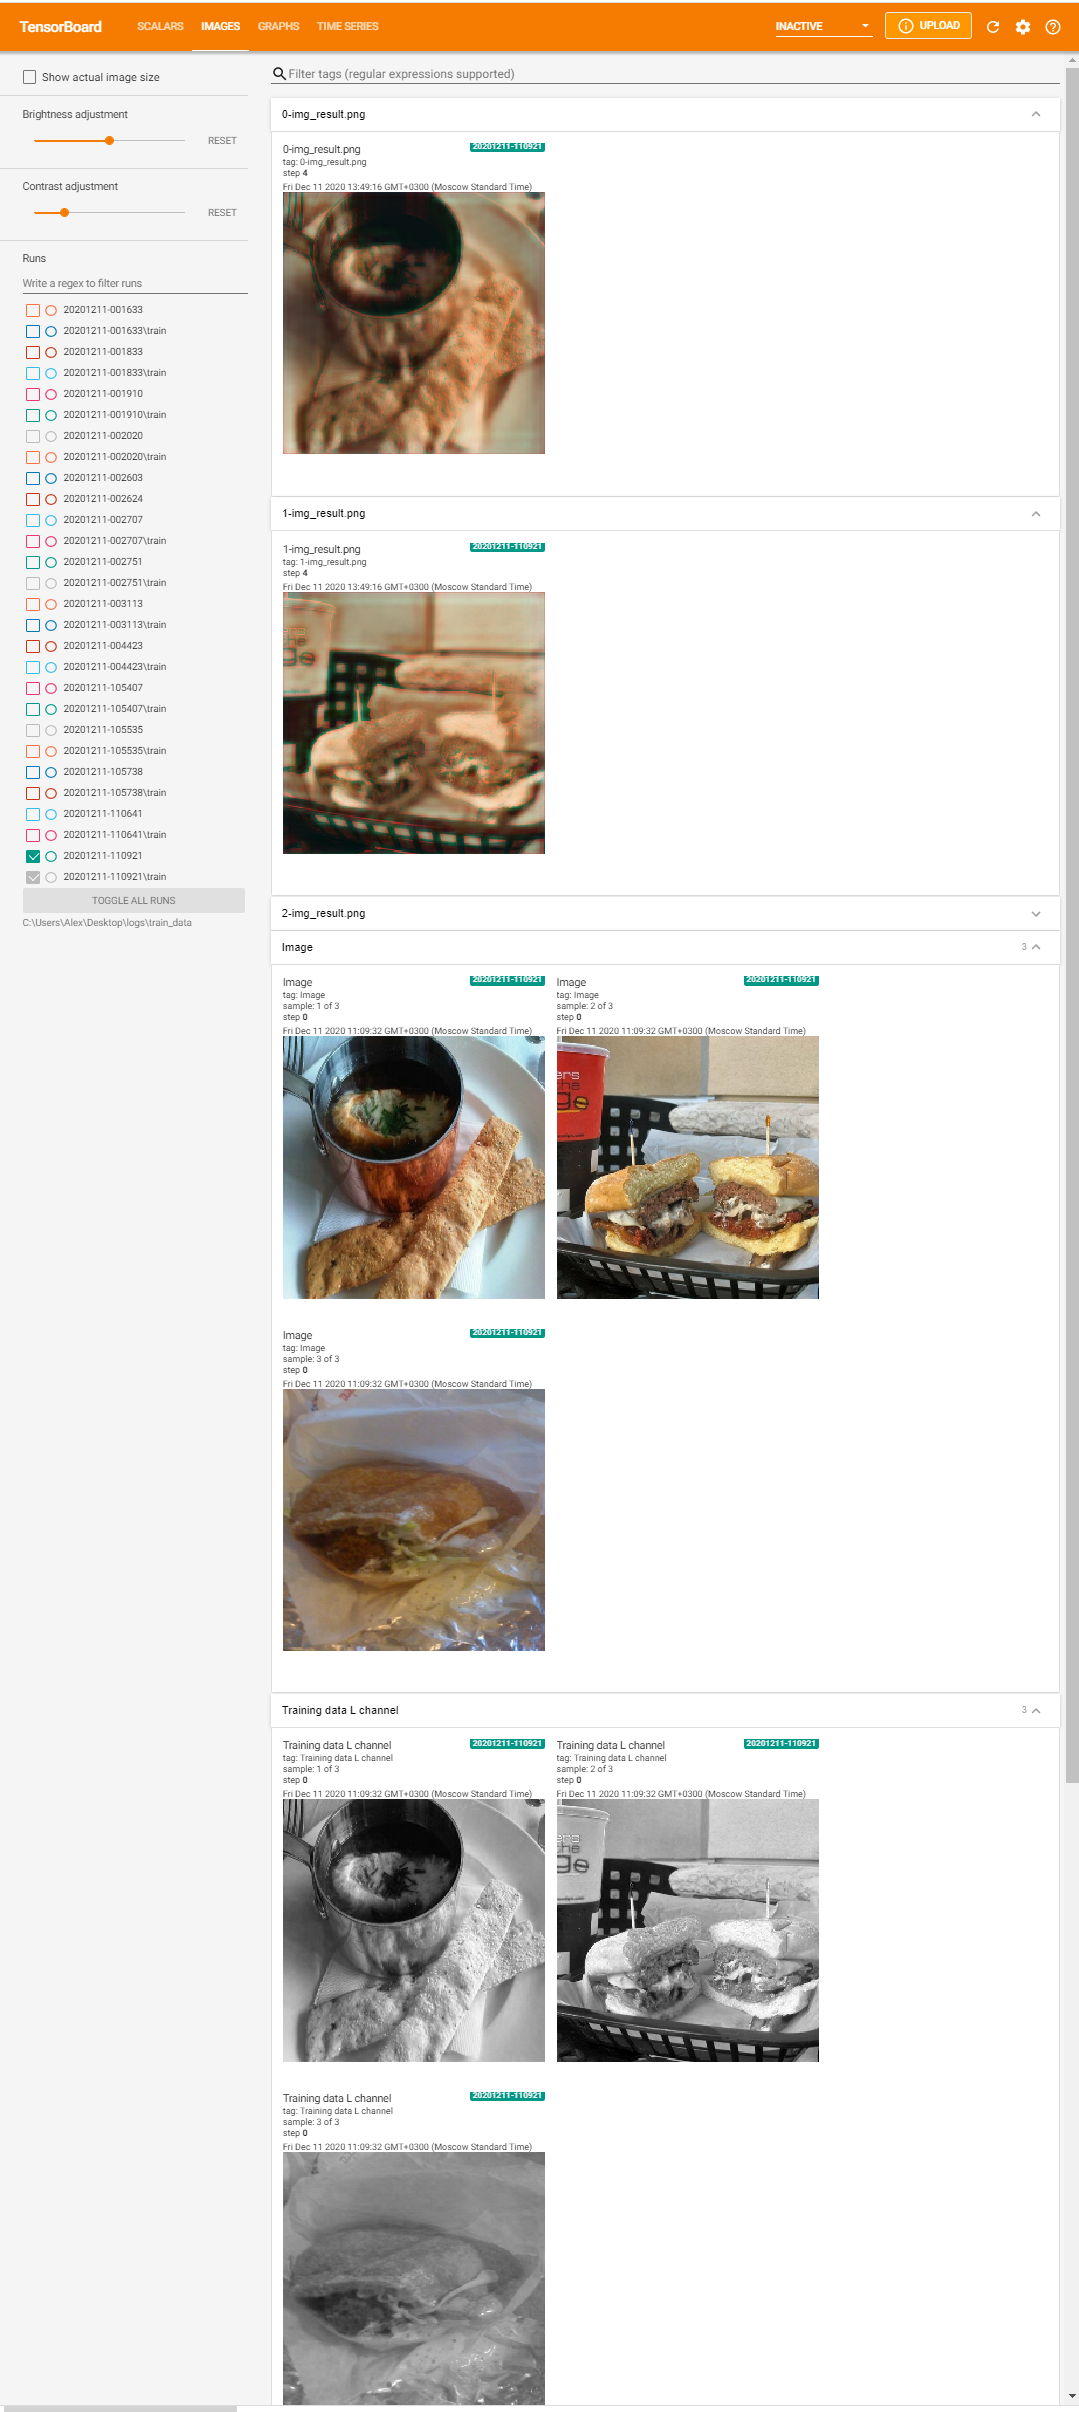 TensorBoard SCALARS IMAGES GRAPHS TIME SERIES INACTIVE UPLOAD
Show actual image size
Brightness adjustment
RESET
Contrast adjustment
RESET
Runs
Write a regex to filter runs
20201211-001633
20201211-001633\train
20201211-001833
20201211-001833\train
20201211-001910
20201211-001910\train
20201211-002020
20201211-002020\train
20201211-002603
20201211-002624
20201211-002707
20201211-002707\train
20201211-002751
20201211-002751\train
20201211-003113
20201211-003113\train
20201211-004423
20201211-004423\train
20201211-105407
20201211-105407\train
20201211-105535
20201211-105535\train
20201211-105738
20201211-105738\train
20201211-110641
20201211-110641\train
20201211-110921
20201211-110921\train
TOGGLE ALL RUNS
C:\Users\Alex\Desktop\logs\train_data
Filter tags (regular expressions supported)
0-img_result.png
0-img_result.png 20201211-110921
tag: 0-img_result.png
step 4
Fri Dec 11 2020 13:49:16 GMT+0300 (Moscow Standard Time)
1-img_result.png
1-img_result.png 20201211-110921
tag: 1-img_result.png
step 4
Fri Dec 11 2020 13:49:16 GMT+0300 (Moscow Standard Time)
ers
the
go
2-img_result.png
Image 3
Image 20201211-110921
tag: Image
sample: 1 of 3
step 0
Fri Dec 11 2020 11:09:32 GMT+0300 (Moscow Standard Time)
Image 20201211-110921
tag: Image
sample: 2 of 3
step 0
Fri Dec 11 2020 11:09:32 GMT+0300 (Moscow Standard Time)
ers
the
go
Image 20201211-110921
tag: Image
sample: 3 of 3
step 0
Fri Dec 11 2020 11:09:32 GMT+0300 (Moscow Standard Time)
Training data L channel 3
Training data L channel 20201211-110921
tag: Training data L channel
sample: 1 of 3
step 0
Fri Dec 11 2020 11:09:32 GMT+0300 (Moscow Standard Time)
Training data L channel 20201211-110921
tag: Training data L channel
sample: 2 of 3
step 0
Fri Dec 11 2020 11:09:32 GMT+0300 (Moscow Standard Time)
ers
the
go
Training data L channel 20201211-110921
tag: Training data L channel
sample: 3 of 3
step 0
Fri Dec 11 2020 11:09:32 GMT+0300 (Moscow Standard Time)